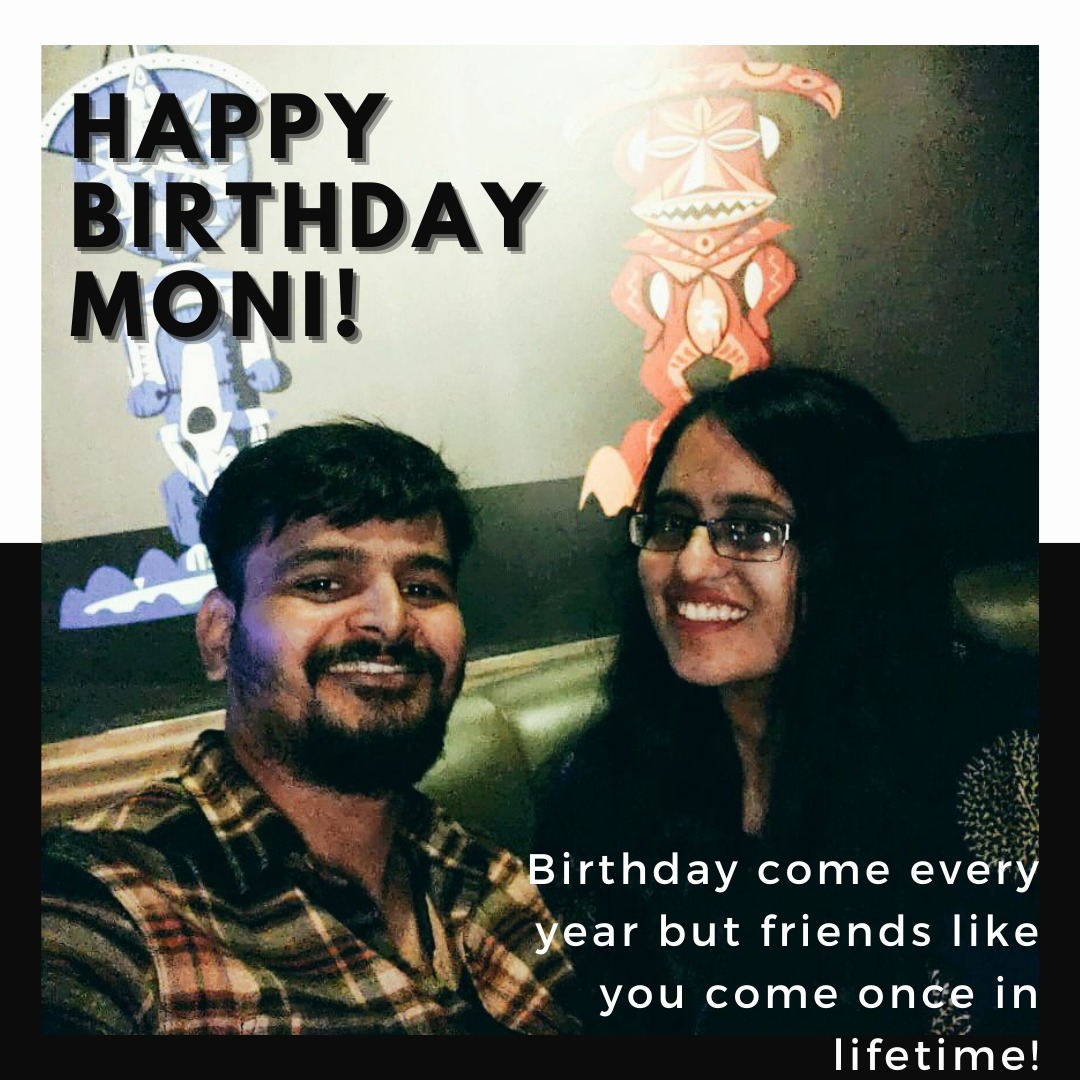 HAPPY
BIRTHDAY
MONI!
Birthday come every
year but friends like
you come once in
lifetime!